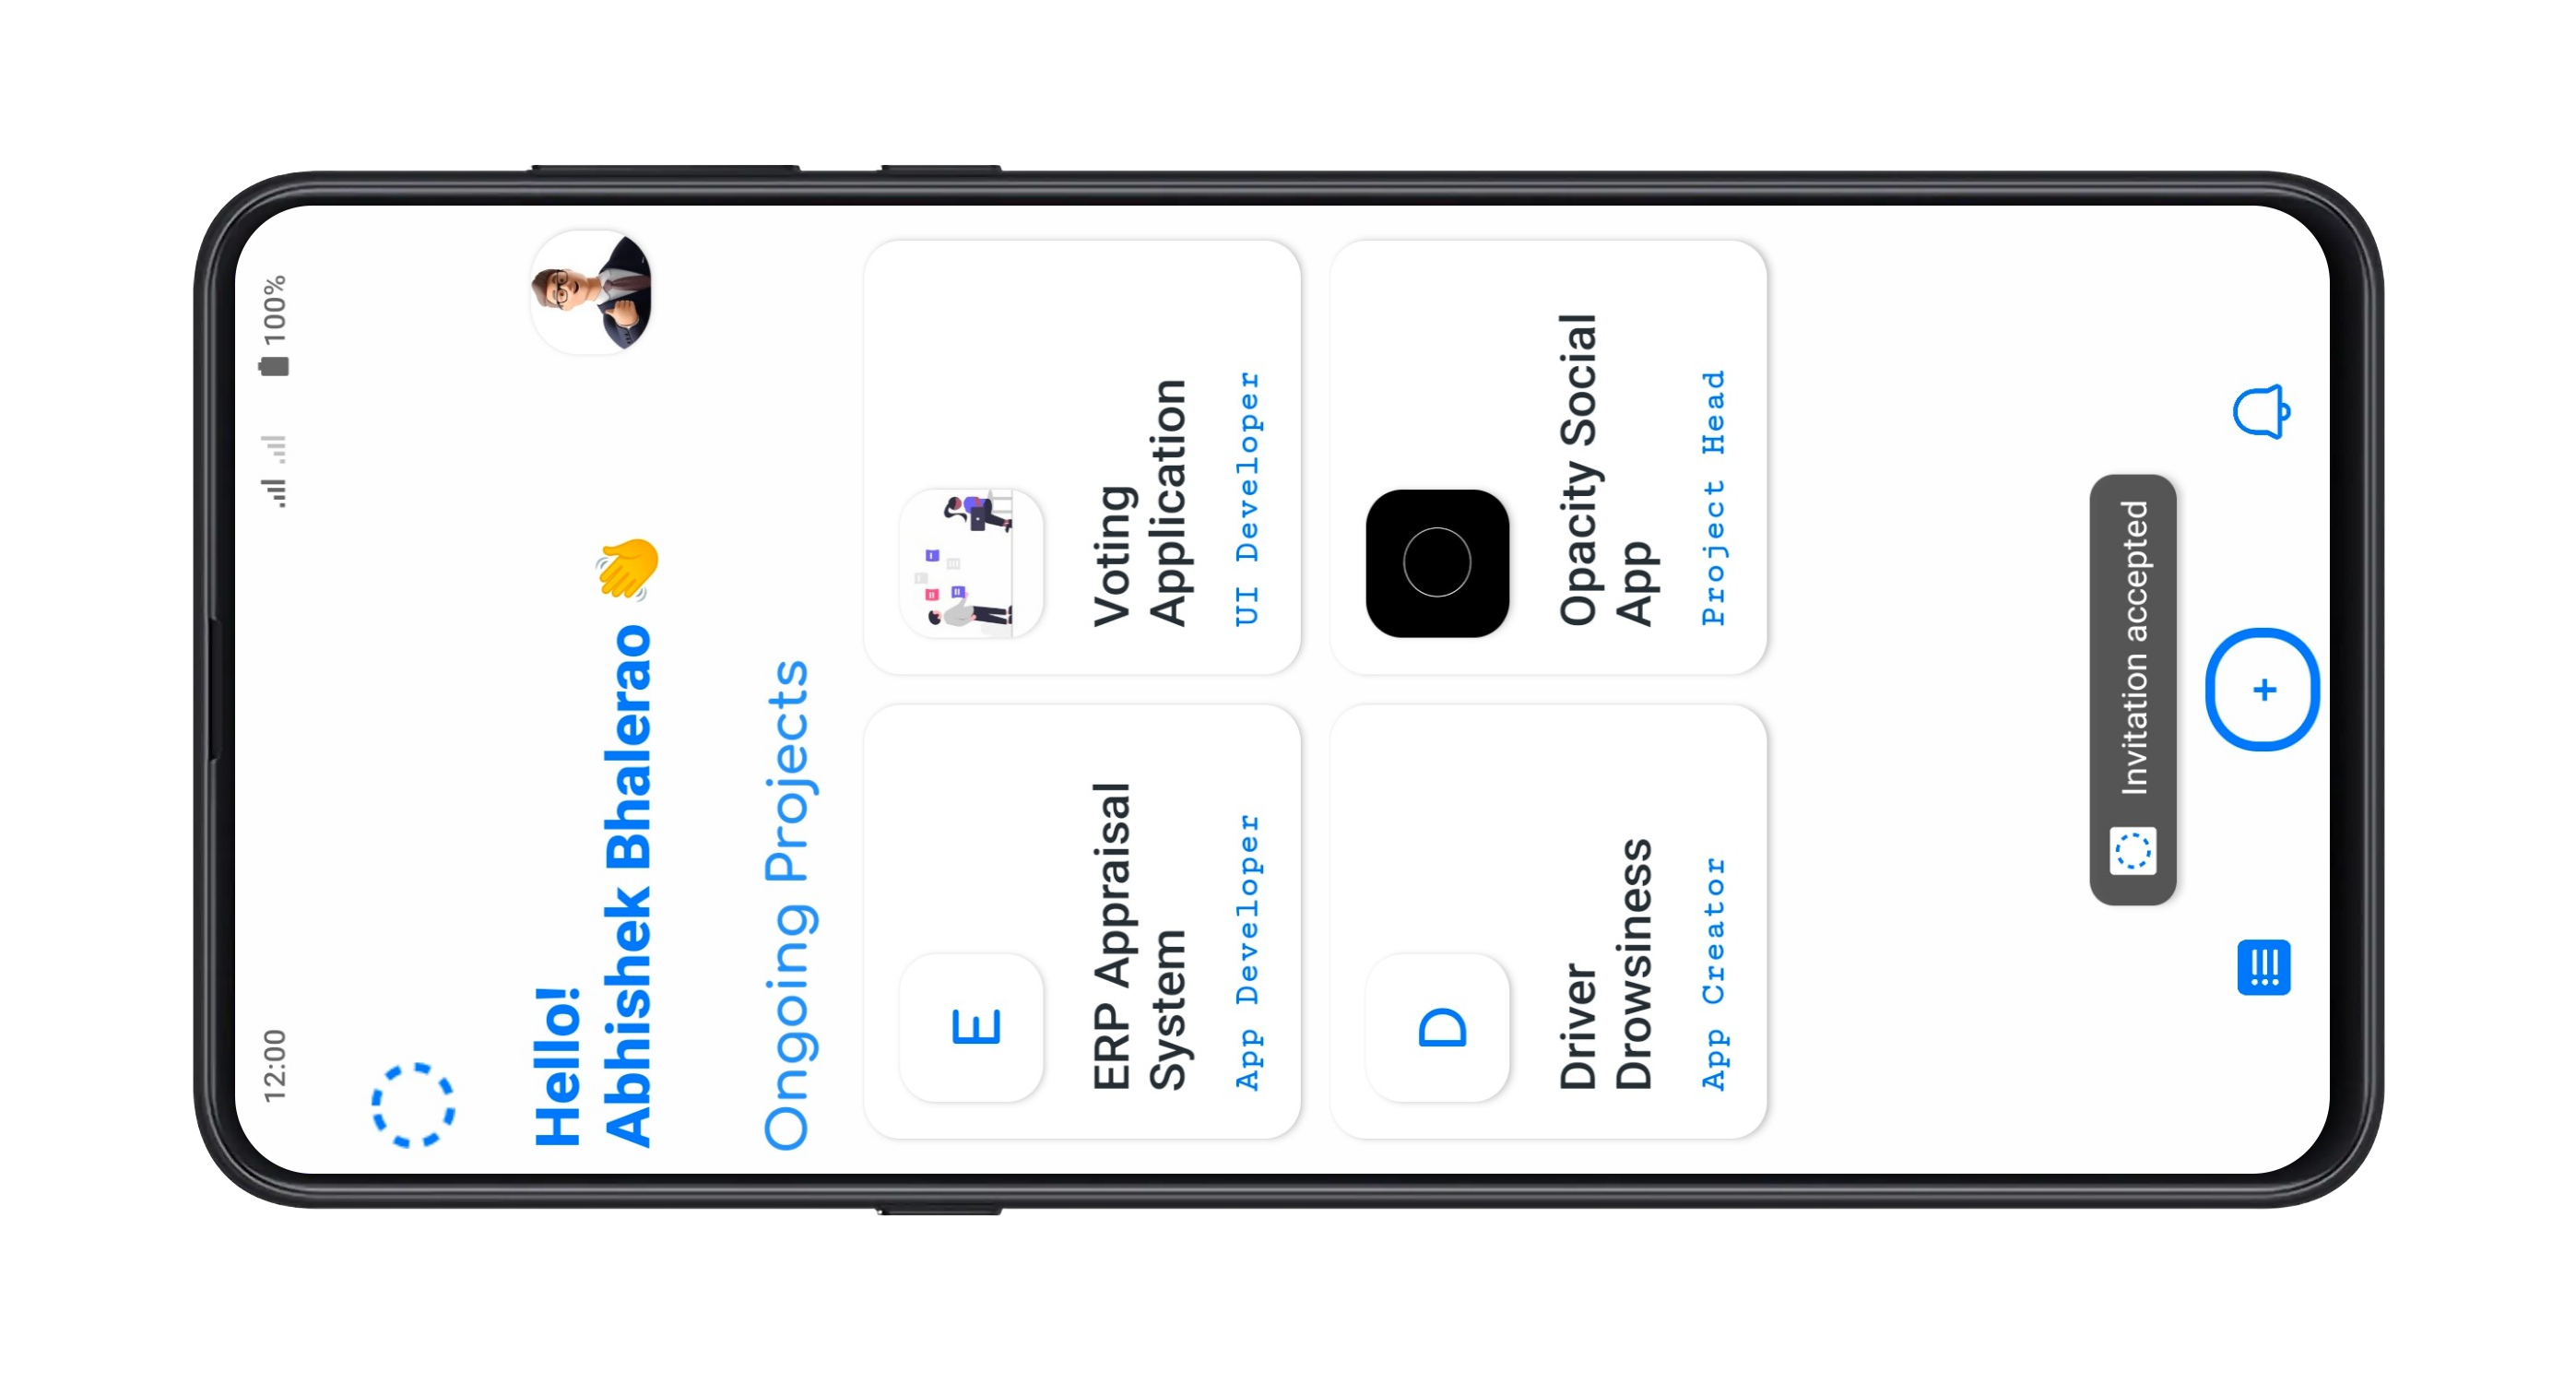 12:00
100%
Hello!
Abhishek Bhalerao 👋
Ongoing Projects
E
ERP Appraisal
System
App Developer
Voting
Application
UI Developer
D
Driver
Drowsiness
App Creator
Opacity Social
App
Project Head
Invitation accepted
+